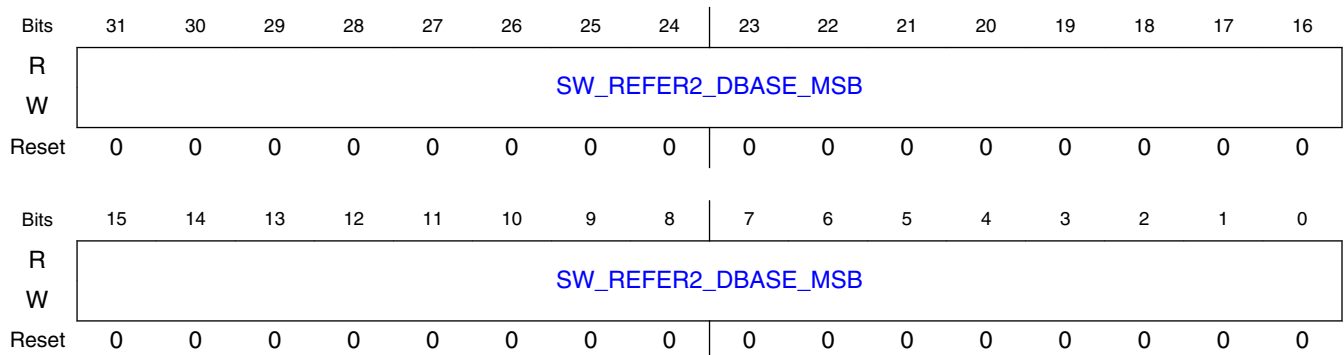 Bits 31 30 29 28 27 26 25 24 23 22 21 20 19 18 17 16
R
SW_REFER2_DBASE_MSB
W
Reset 0 0 0 0 0 0 0 0 0 0 0 0 0 0 0 0
Bits 15 14 13 12 11 10 9 8 7 6 5 4 3 2 1 0
R
SW_REFER2_DBASE_MSB
W
Reset 0 0 0 0 0 0 0 0 0 0 0 0 0 0 0 0